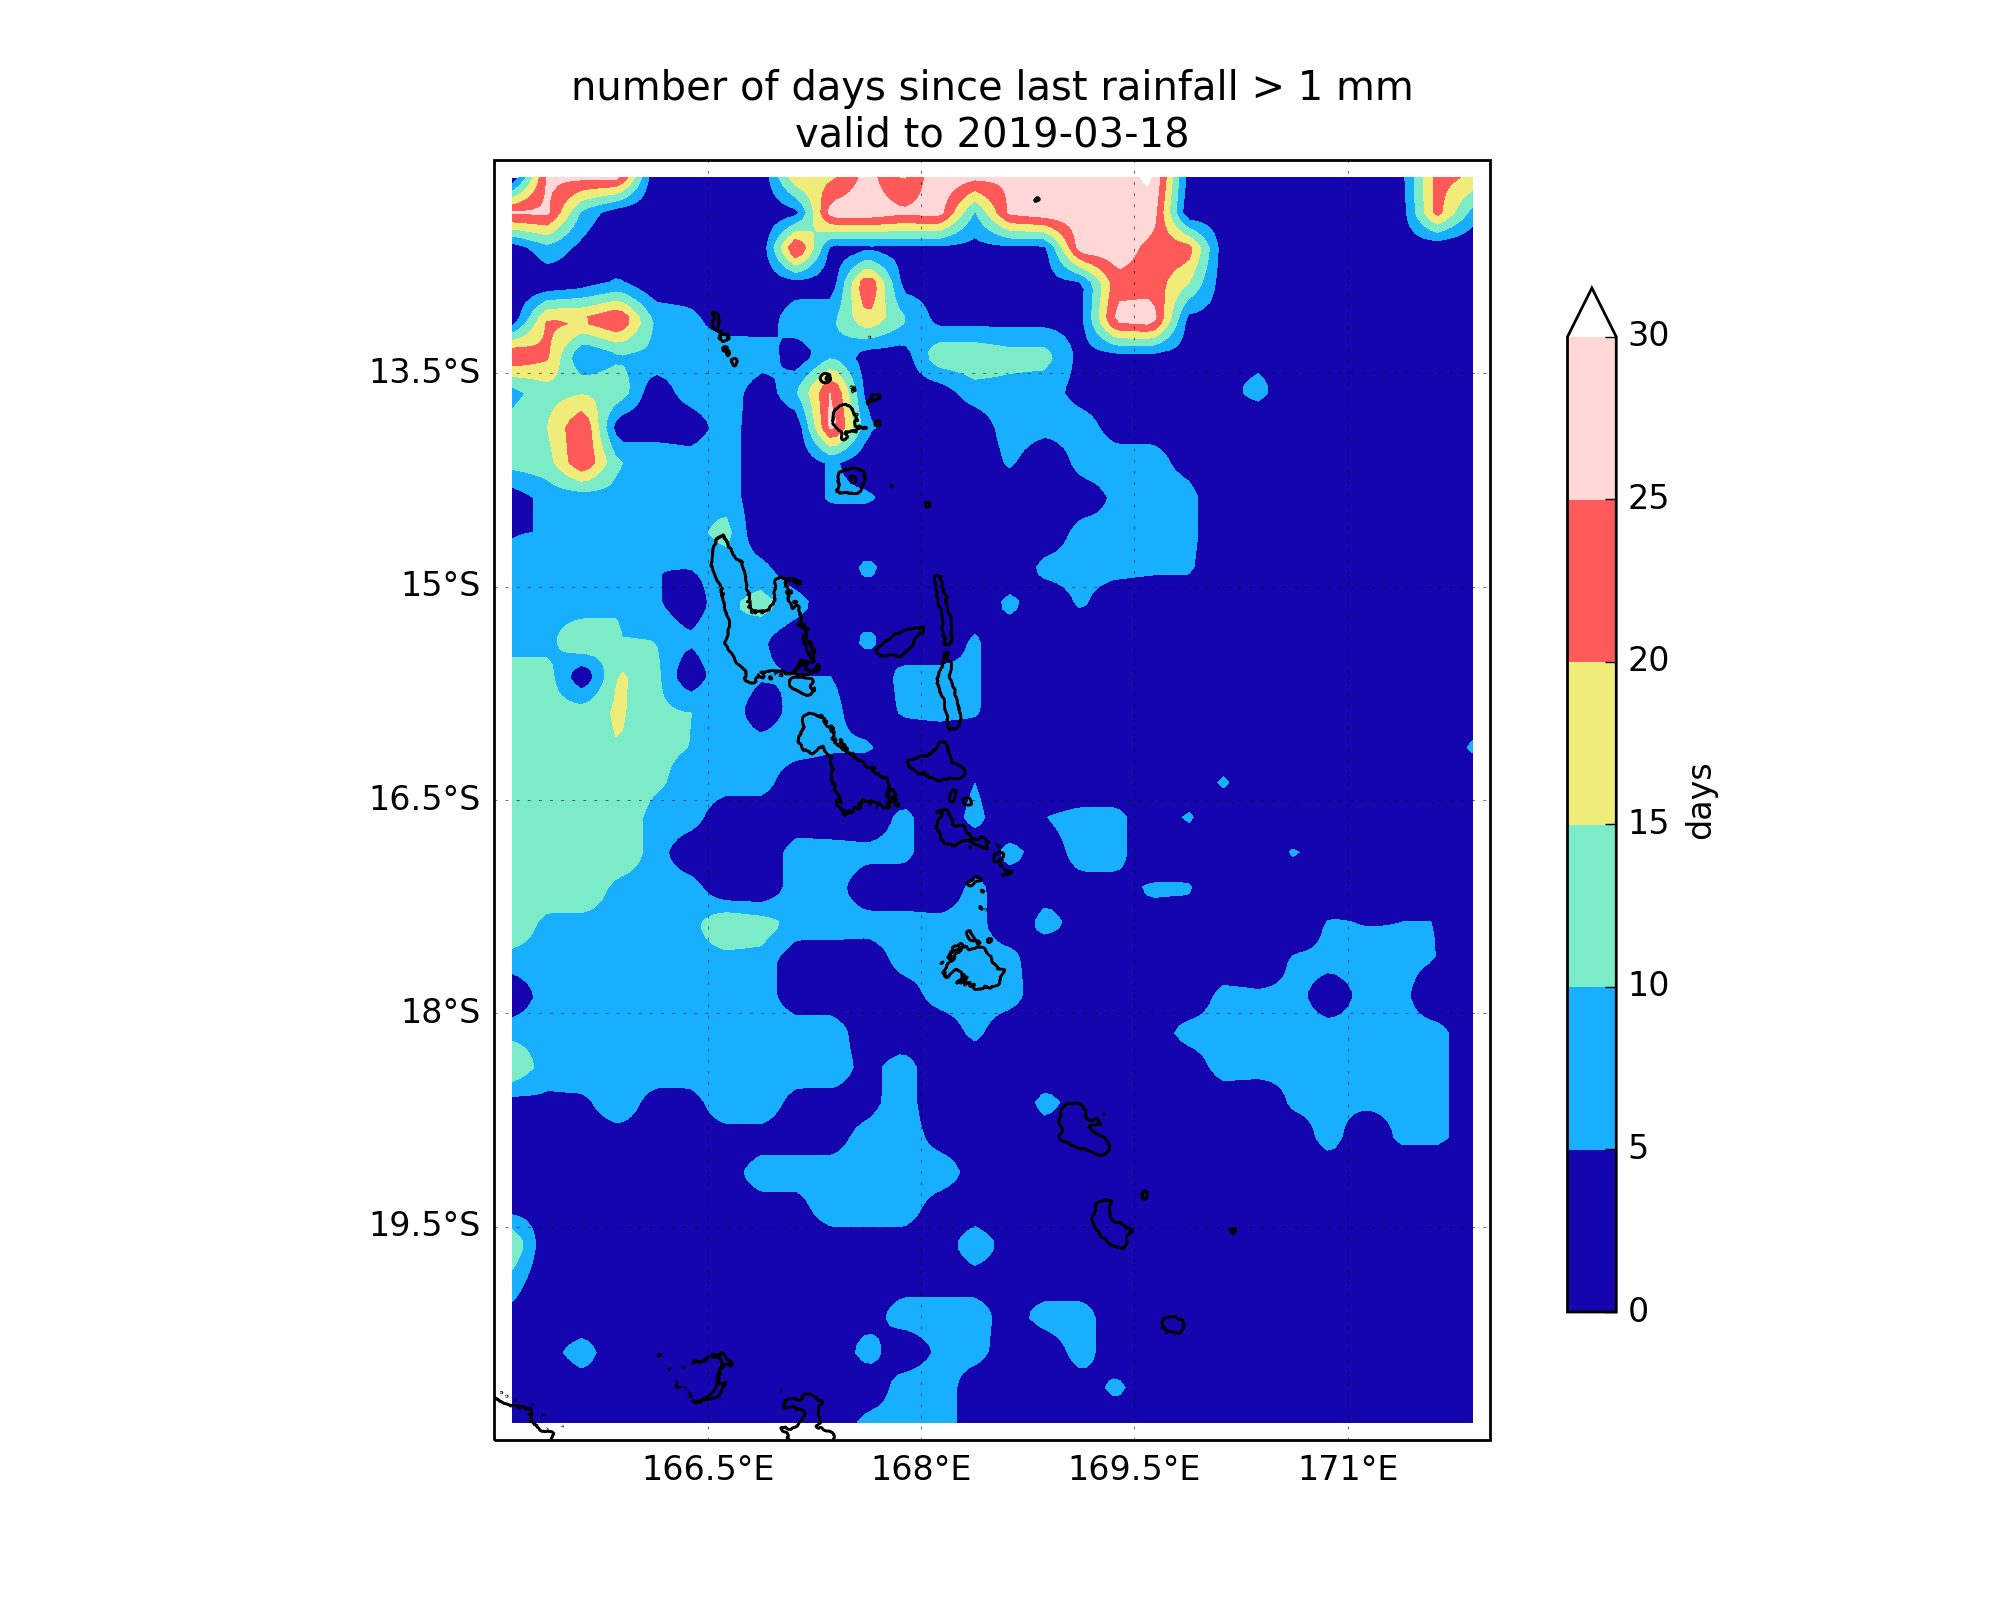 number of days since last rainfall > 1 mm
valid to 2019-03-18
13.5°S
15°S
16.5°S
18°S
19.5°S
166.5°E
168°E
169.5°E
171°E
30
25
20
15
10
5
0
days